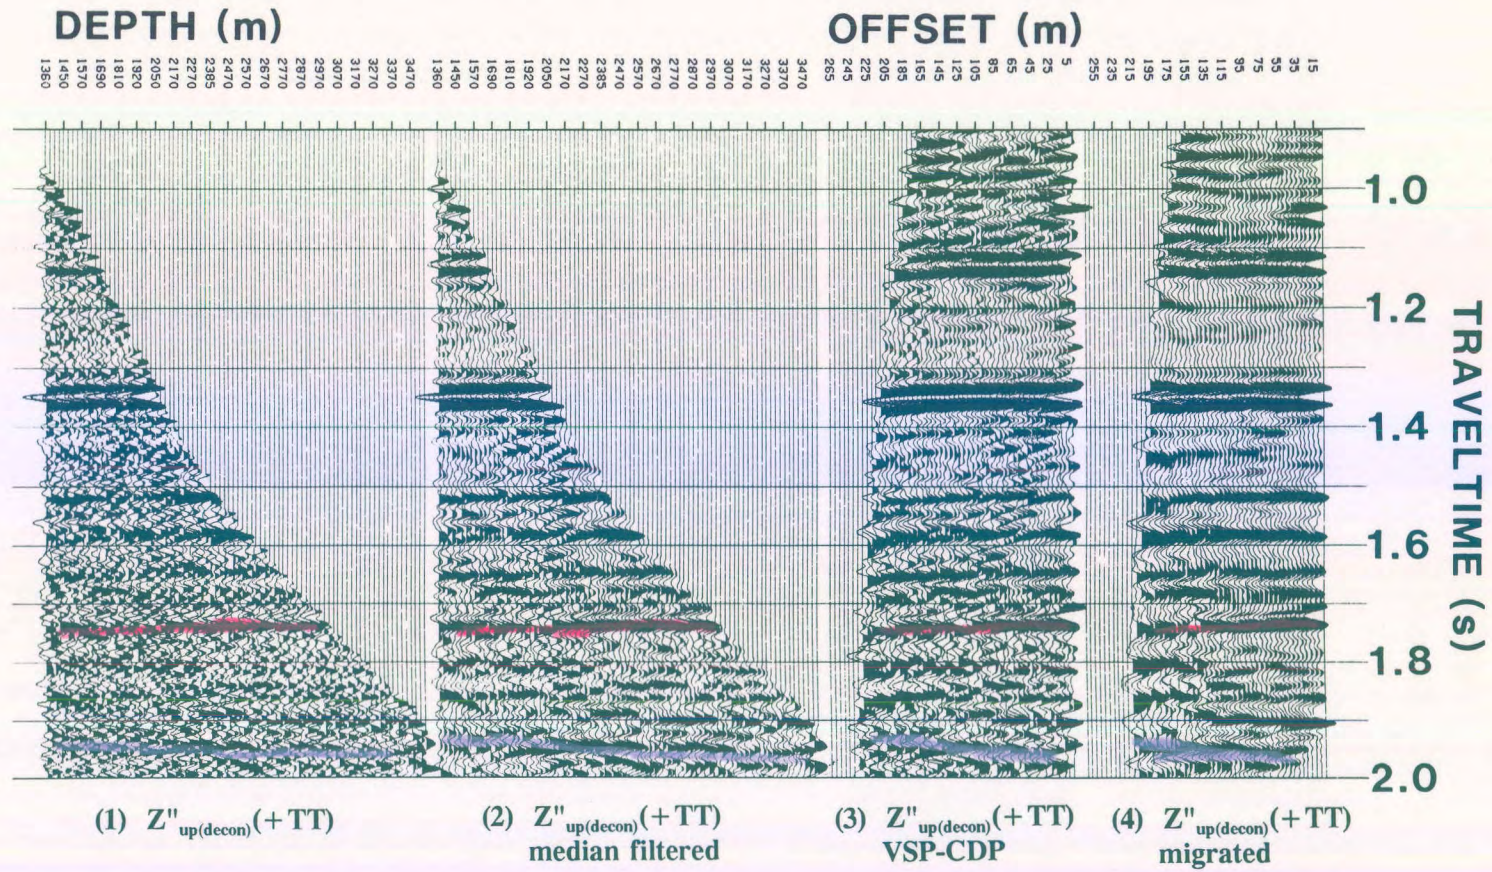 DEPTH (m) OFFSET (m)
1360 1450 1570 1690 1810 1920 2050 2170 2270 2385 2470 2570 2670 2770 2870 2970 3070 3170 3270 3370 3470 1360 1450 1570 1690 1810 1920 2050 2170 2270 2385 2470 2570 2670 2770 2870 2970 3070 3170 3270 3370 3470 265 245 225 205 185 165 145 125 105 85 65 45 25 5 255 235 215 195 175 155 135 115 95 75 55 35 15
1.0
1.2
1.4
1.6
1.8
2.0
TRAVELTIME (s)
(1) Z"up(decon)(+TT) (2) Z"up(decon)(+TT) (3) Z"up(decon)(+TT) (4) Z"up(decon)(+TT)
median filtered VSP-CDP migrated